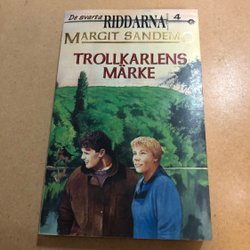 De svarta RIDDARNA 4
MARGIT SANDEMO
TROLLKARLENS
MÄRKE